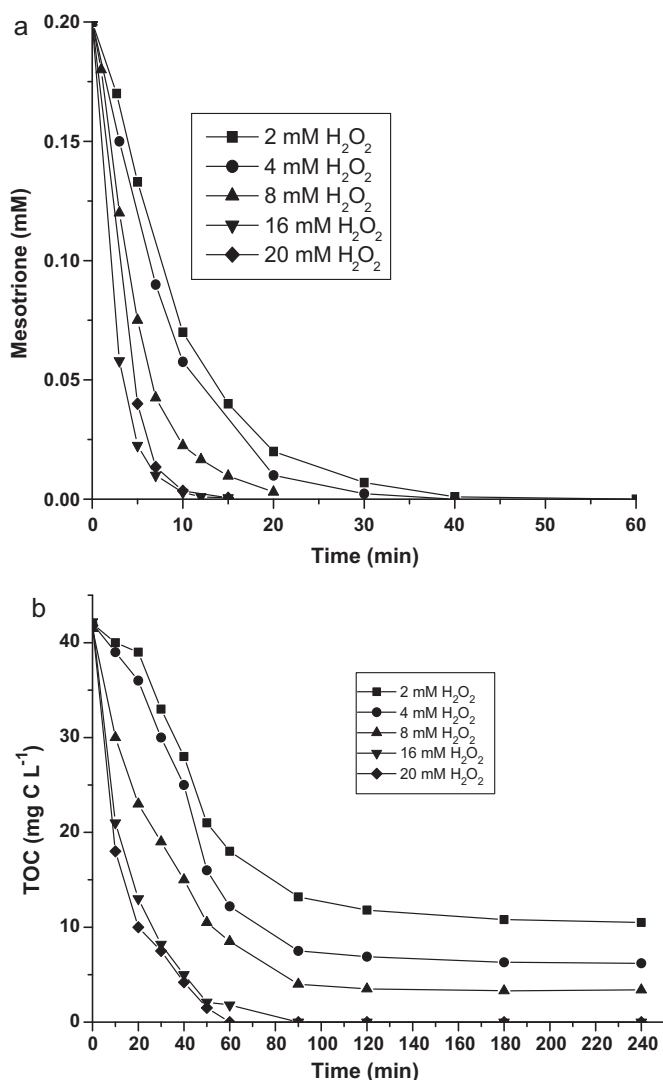 a
0.20
0.15
0.10
0.05
0.00
Mesotrione (mM)
2 mM H₂O₂
4 mM H₂O₂
8 mM H₂O₂
16 mM H₂O₂
20 mM H₂O₂
0 10 20 30 40 50 60
Time (min)
b
40
30
20
10
0
TOC (mg C L⁻¹)
2 mM H₂O₂
4 mM H₂O₂
8 mM H₂O₂
16 mM H₂O₂
20 mM H₂O₂
0 20 40 60 80 100 120 140 160 180 200 220 240
Time (min)